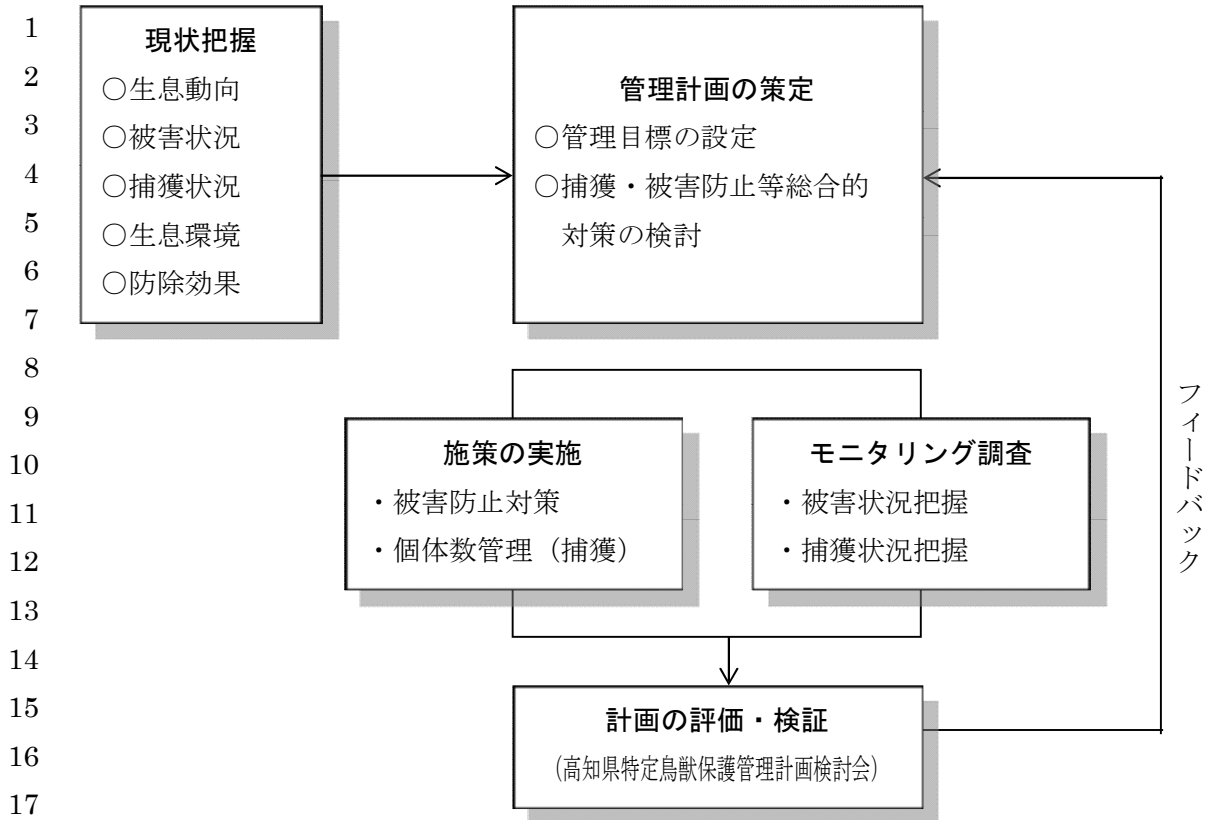 1
2
3
4
5
6
7
8
9
10
11
12
13
14
15
16
17
現状把握
○生息動向
○被害状況
○捕獲状況
○生息環境
○防除効果
管理計画の策定
○管理目標の設定
○捕獲・被害防止等総合的
対策の検討
施策の実施
・被害防止対策
・個体数管理（捕獲）
モニタリング調査
・被害状況把握
・捕獲状況把握
フィードバック
計画の評価・検証
（高知県特定鳥獣保護管理計画検討会）